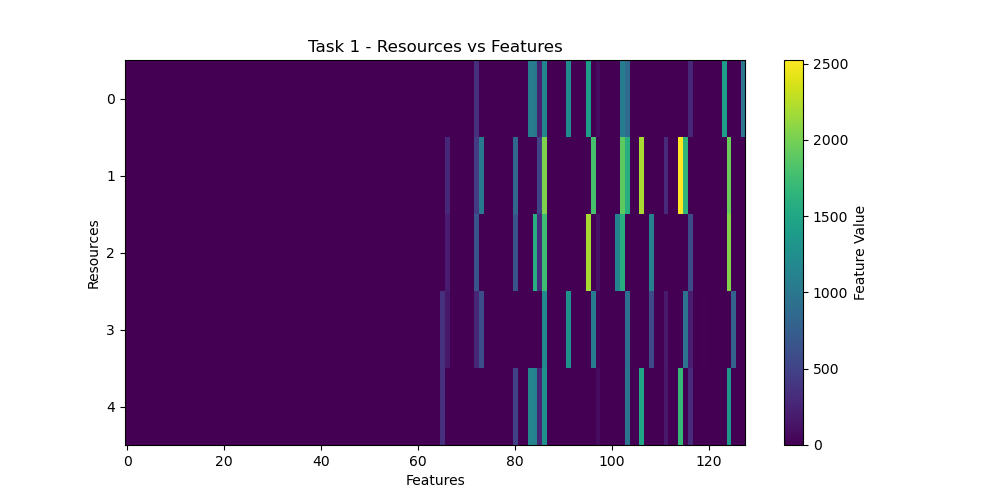 Task 1 - Resources vs Features
Resources
0
1
2
3
4
0 20 40 60 80 100 120
Features
2500
2000
1500
1000
500
0
Feature Value